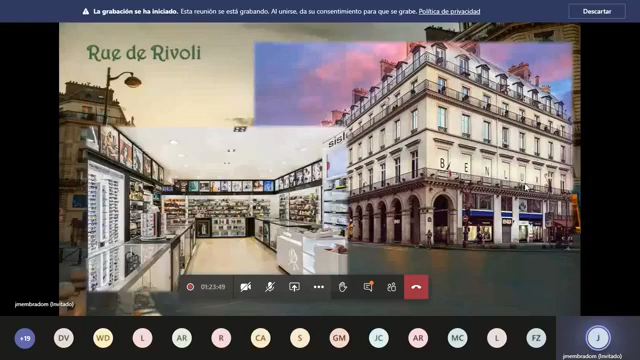 La grabación se ha iniciado. Esta reunión se está grabando. Al unirse, da su consentimiento para que se grabe. Política de privacidad
Descartar
Rue de Rivoli
sisle
B E N L
01:23:49
jmembradom (Invitado)
+19
DV
WD
L
AR
R
CA
S
GM
JC
AR
MC
L
FZ
J
jmembradom (Invitado)